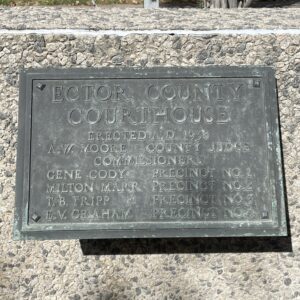 ECTOR COUNTY
COURTHOUSE
ERECTED A.D. 1938
A.W. MOORE COUNTY JUDGE
COMMISIONERS
GENE CODY PRECINCT NO. 1
MILTON MARR PRECINCT NO. 2
T.B. TRIPP PRECINCT NO. 3
E.V. GRAHAM PRECINCT NO. 4